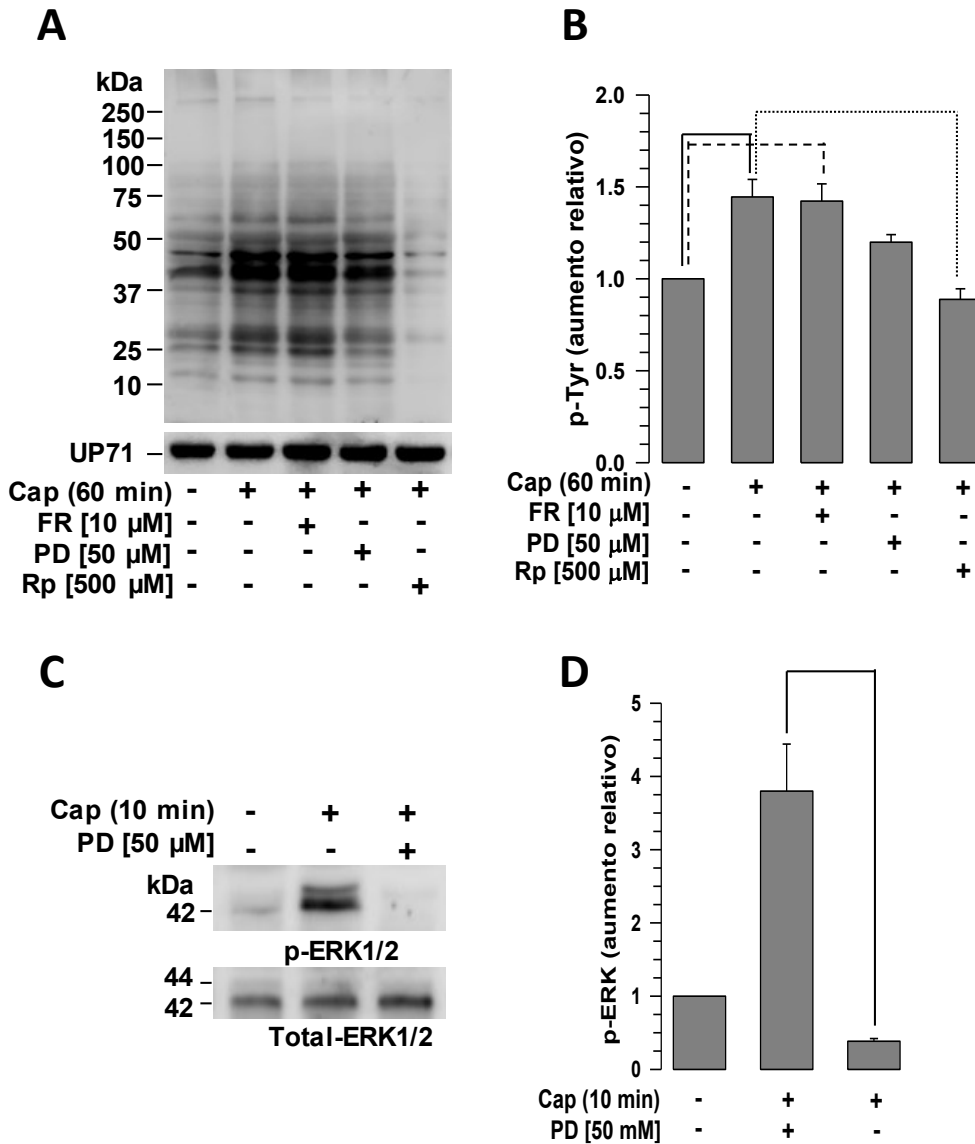 A
kDa
250
150
100
75
50
37
25
10
UP71
Cap (60 min) - + + + +
FR [10 µM] - - + - -
PD [50 µM] - - - + -
Rp [500 µM] - - - - +
B
p-Tyr (aumento relativo)
2.0
1.5
1.0
0.5
0.0
Cap (60 min) - + + + +
FR [10 µM] - - + - -
PD [50 µM] - - - + -
Rp [500 µM] - - - - +
C
Cap (10 min) - + +
PD [50 µM] - - +
kDa
42
p-ERK1/2
44
42
Total-ERK1/2
D
p-ERK (aumento relativo)
5
4
3
2
1
0
Cap (10 min) - + +
PD [50 mM] - + -